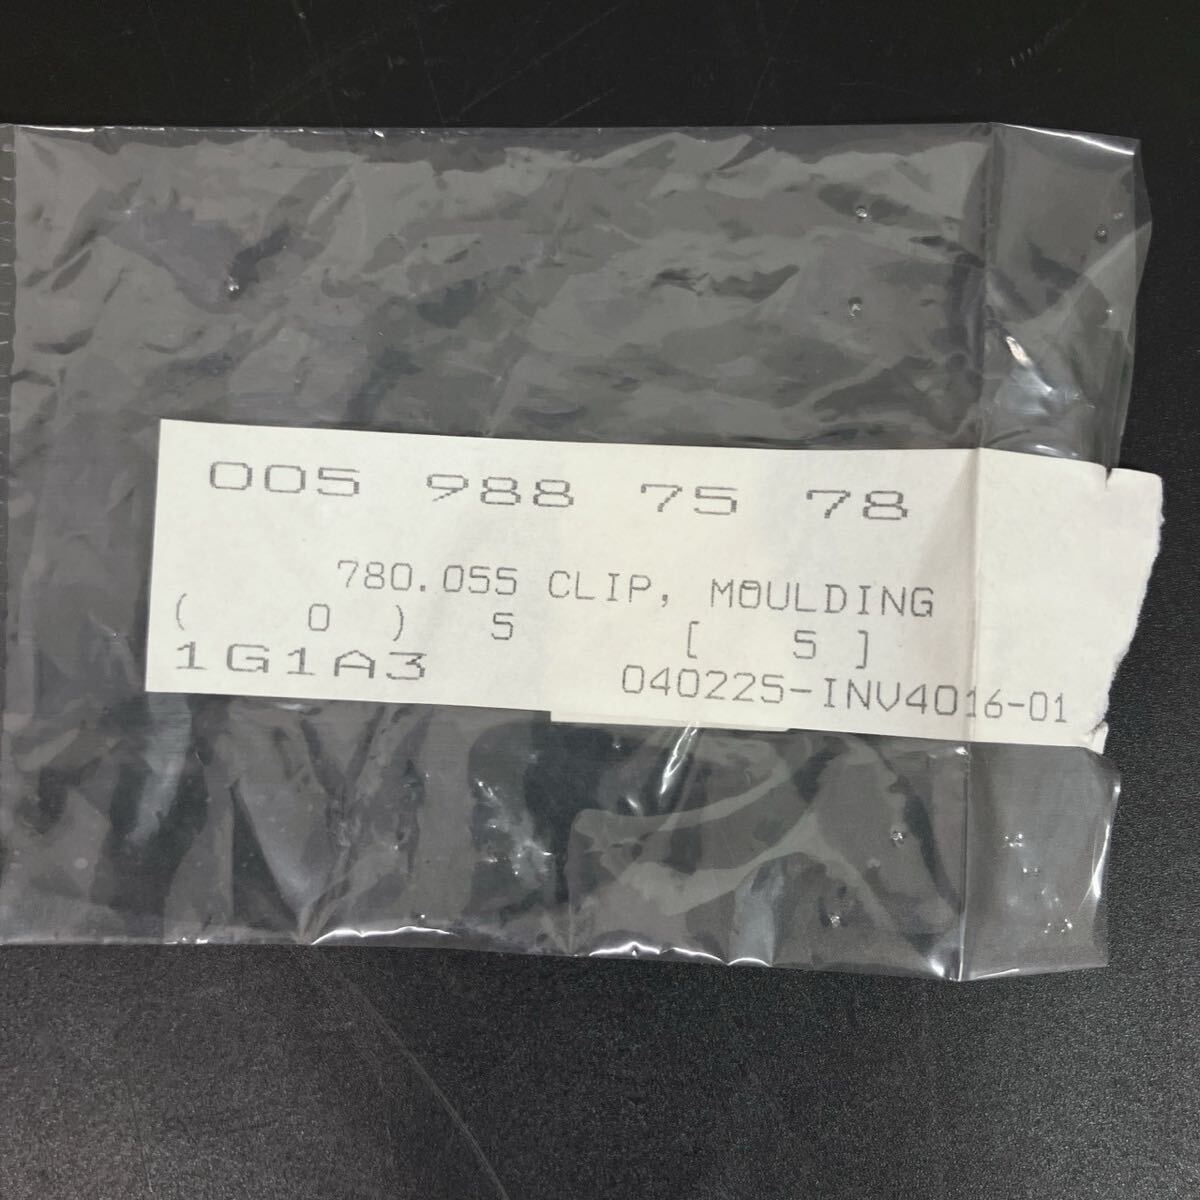 005 988 75 78
780.055 CLIP, MOULDING
( 0 ) 5 [ 5 ]
1G1A3 040225-INV4016-01